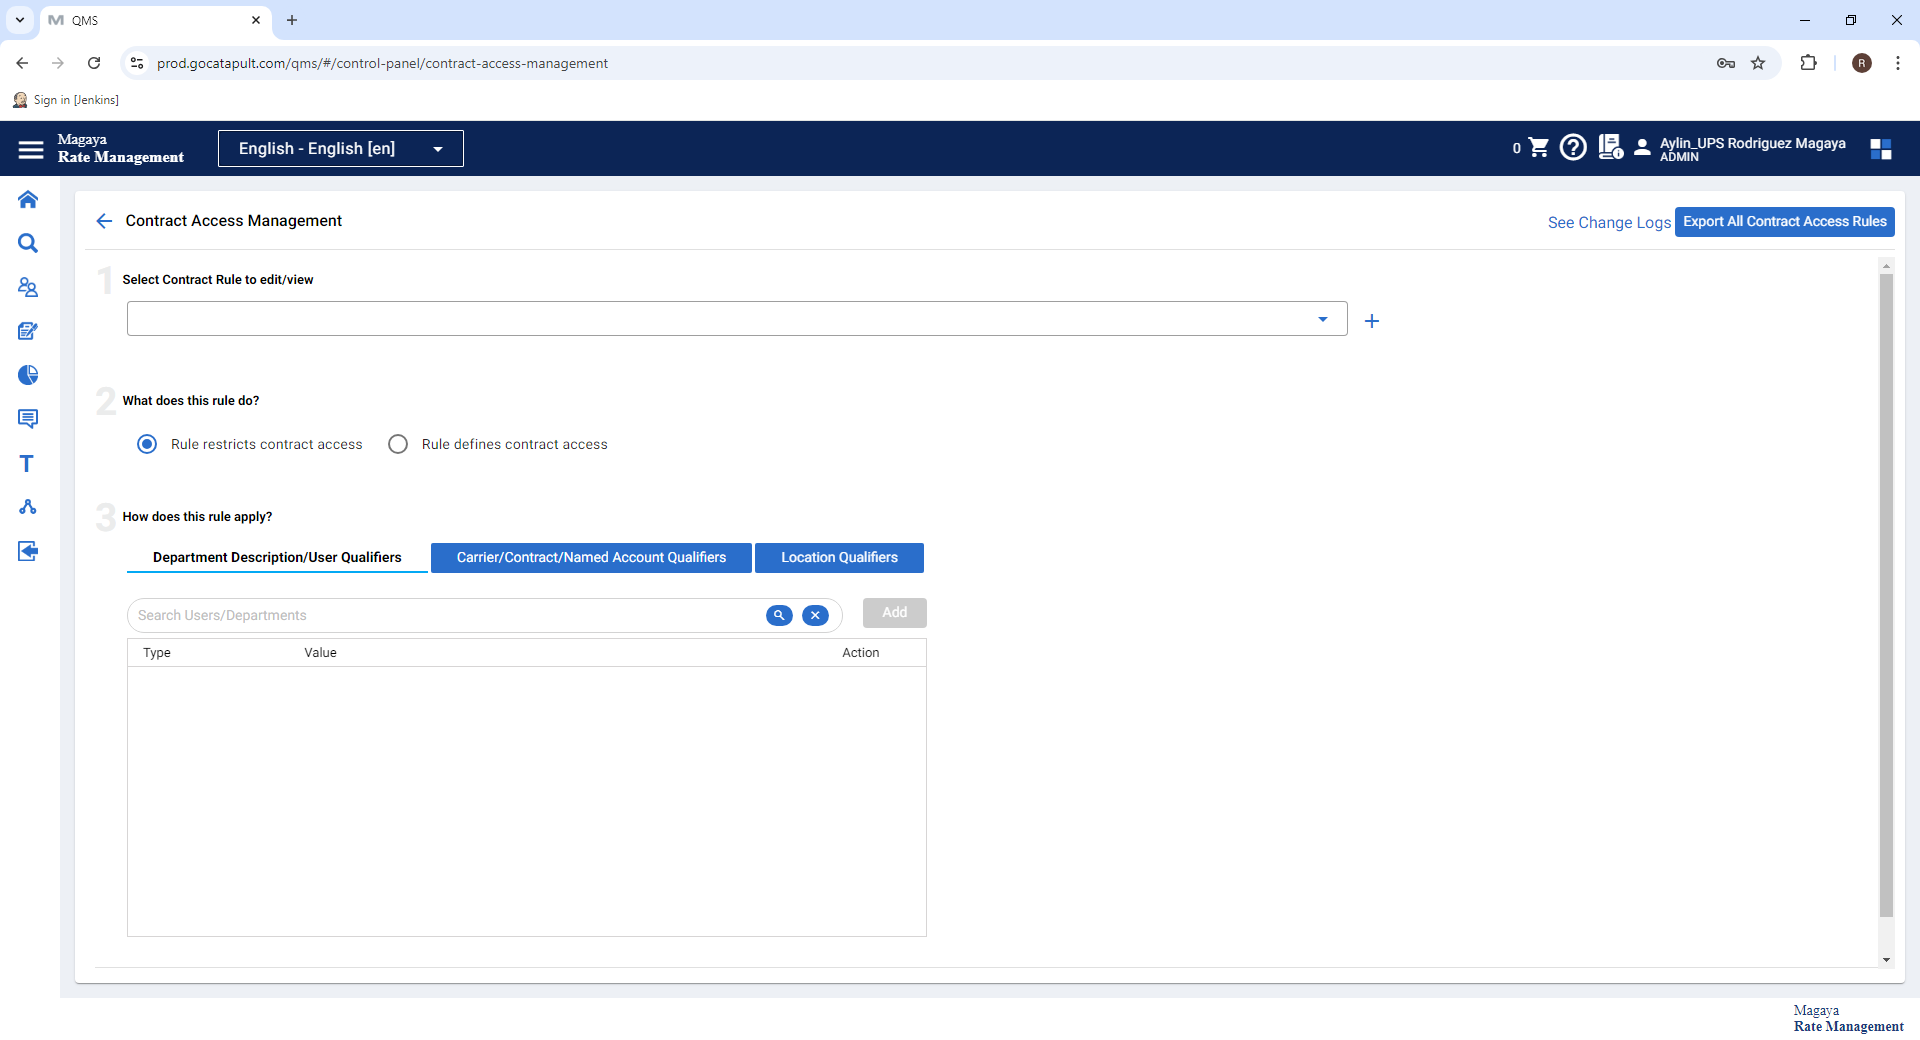 QMS
prod.gocatapult.com/qms/#/control-panel/contract-access-management
R
Sign in [Jenkins]
Magaya
Rate Management
English - English [en]
0
Aylin_UPS Rodriguez Magaya
ADMIN
Contract Access Management
See Change Logs
Export All Contract Access Rules
1 Select Contract Rule to edit/view
2 What does this rule do?
Rule restricts contract access
Rule defines contract access
3 How does this rule apply?
Department Description/User Qualifiers
Carrier/Contract/Named Account Qualifiers
Location Qualifiers
Search Users/Departments
Add
Type Value Action
Magaya
Rate Management